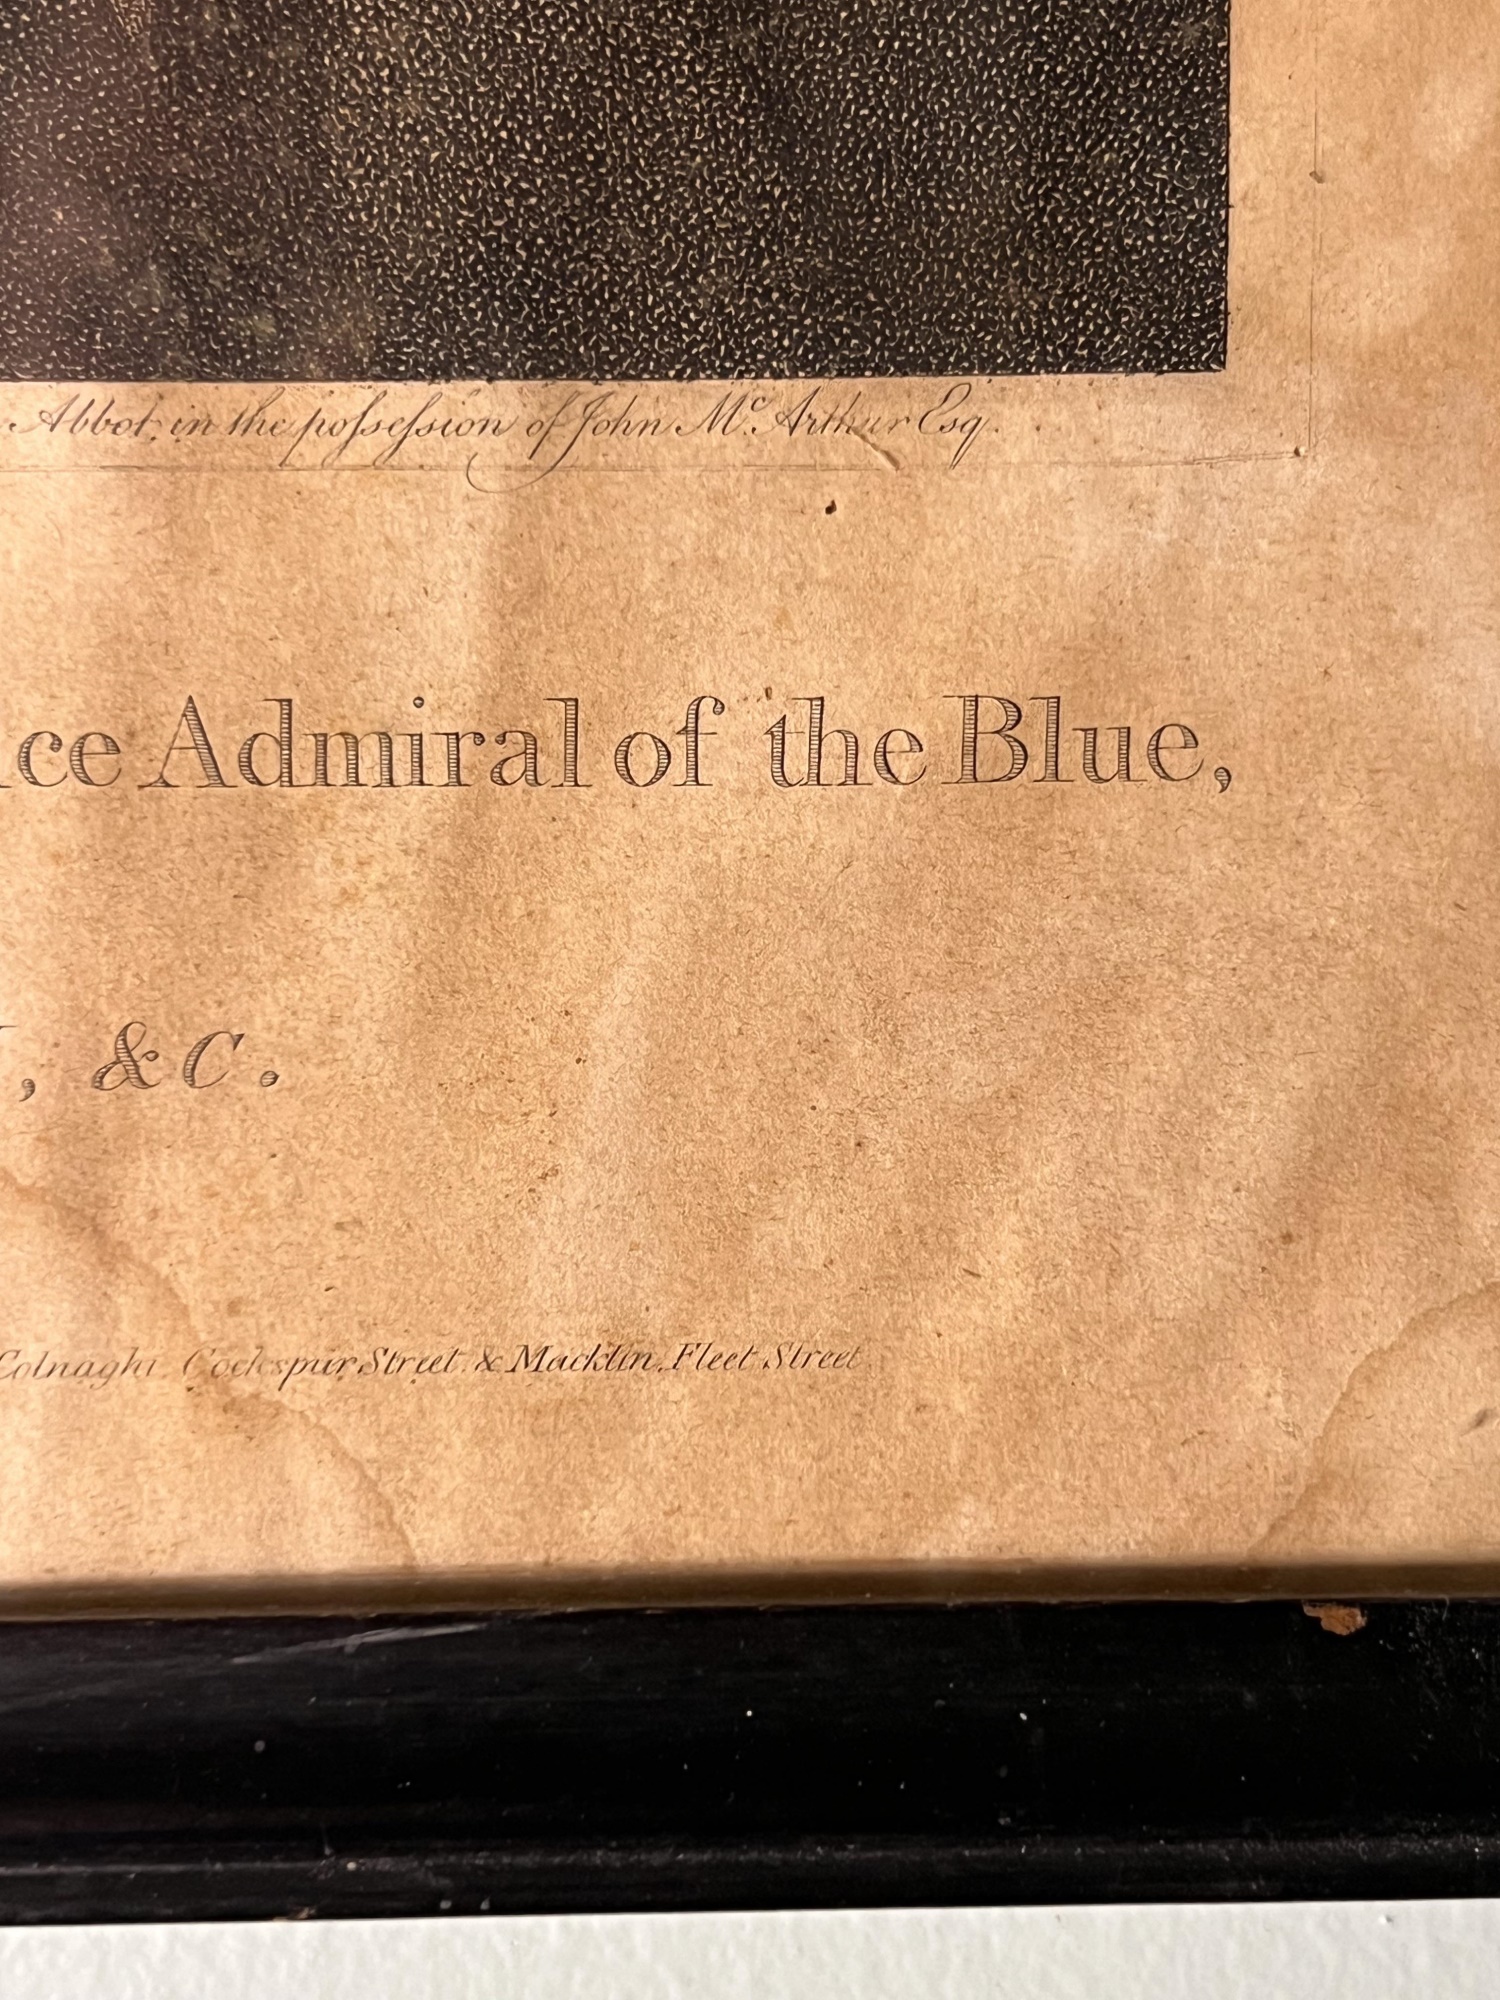 Abbot, in the poſseſsion of John Mc. Arthur Esq.
ice Admiral of the Blue,
, &c.
Colnaghi Cockspur Street & Macklin, Fleet Street